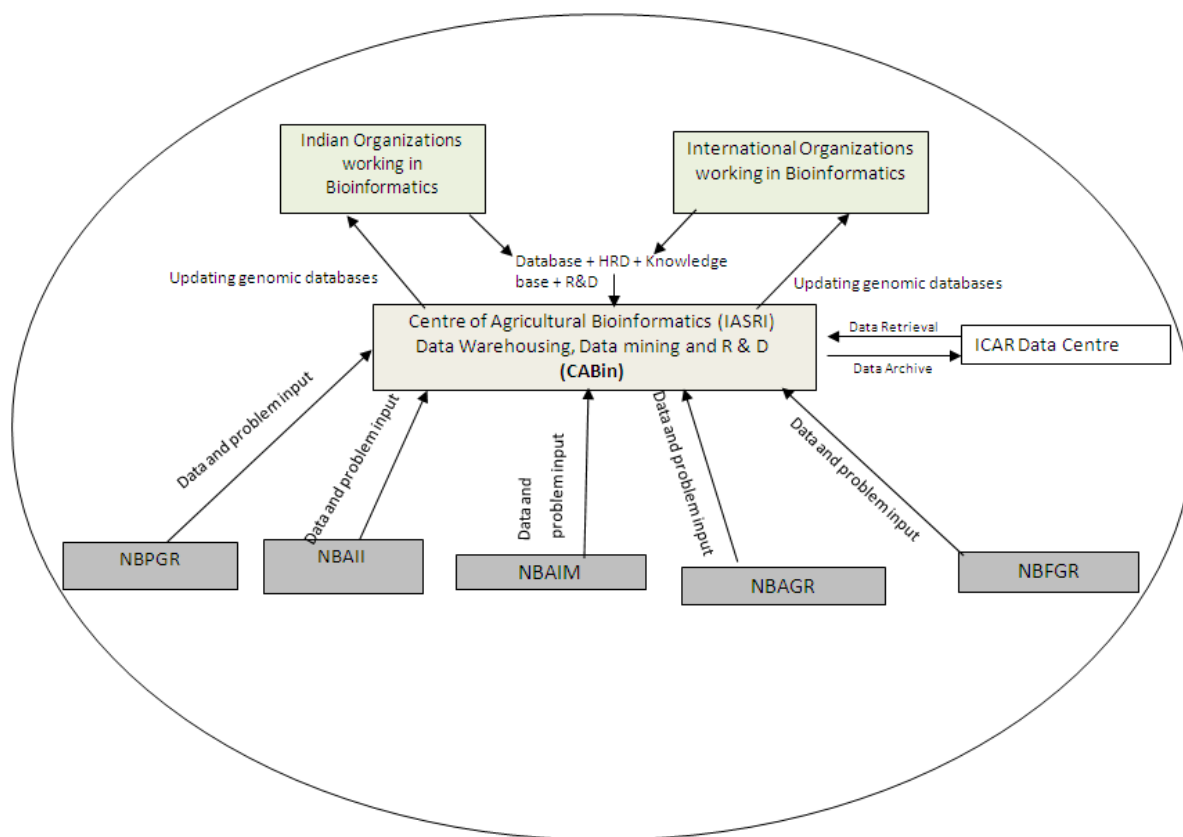 Indian Organizations
working in
Bioinformatics
International Organizations
working in Bioinformatics
Database + HRD + Knowledge
base + R&D
Updating genomic databases
Updating genomic databases
Centre of Agricultural Bioinformatics (IASRI)
Data Warehousing, Data mining and R & D
(CABin)
Data Retrieval
Data Archive
ICAR Data Centre
Data and problem input
Data and problem input
Data and
problem input
Data and problem input
Data and problem input
NBPGR
NBAII
NBAIM
NBAGR
NBFGR